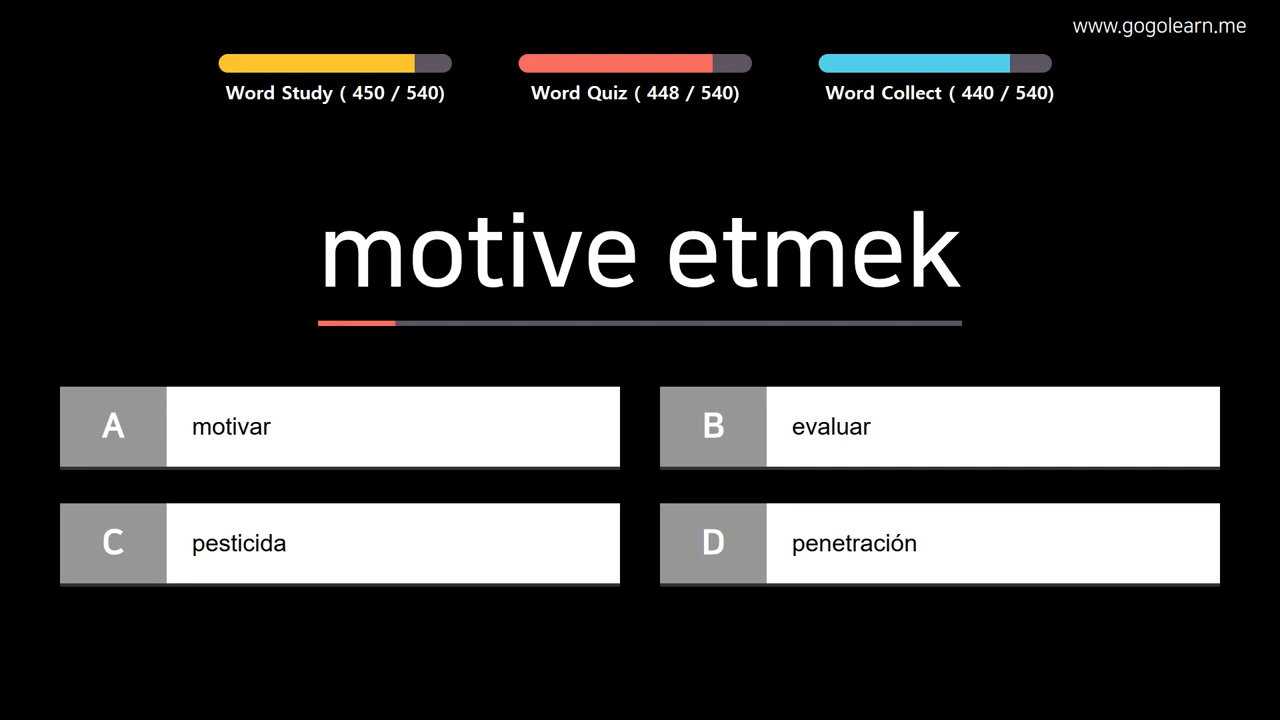 www.gogolearn.me
Word Study ( 450 / 540)
Word Quiz ( 448 / 540)
Word Collect ( 440 / 540)
motive etmek
A motivar
B evaluar
C pesticida
D penetración